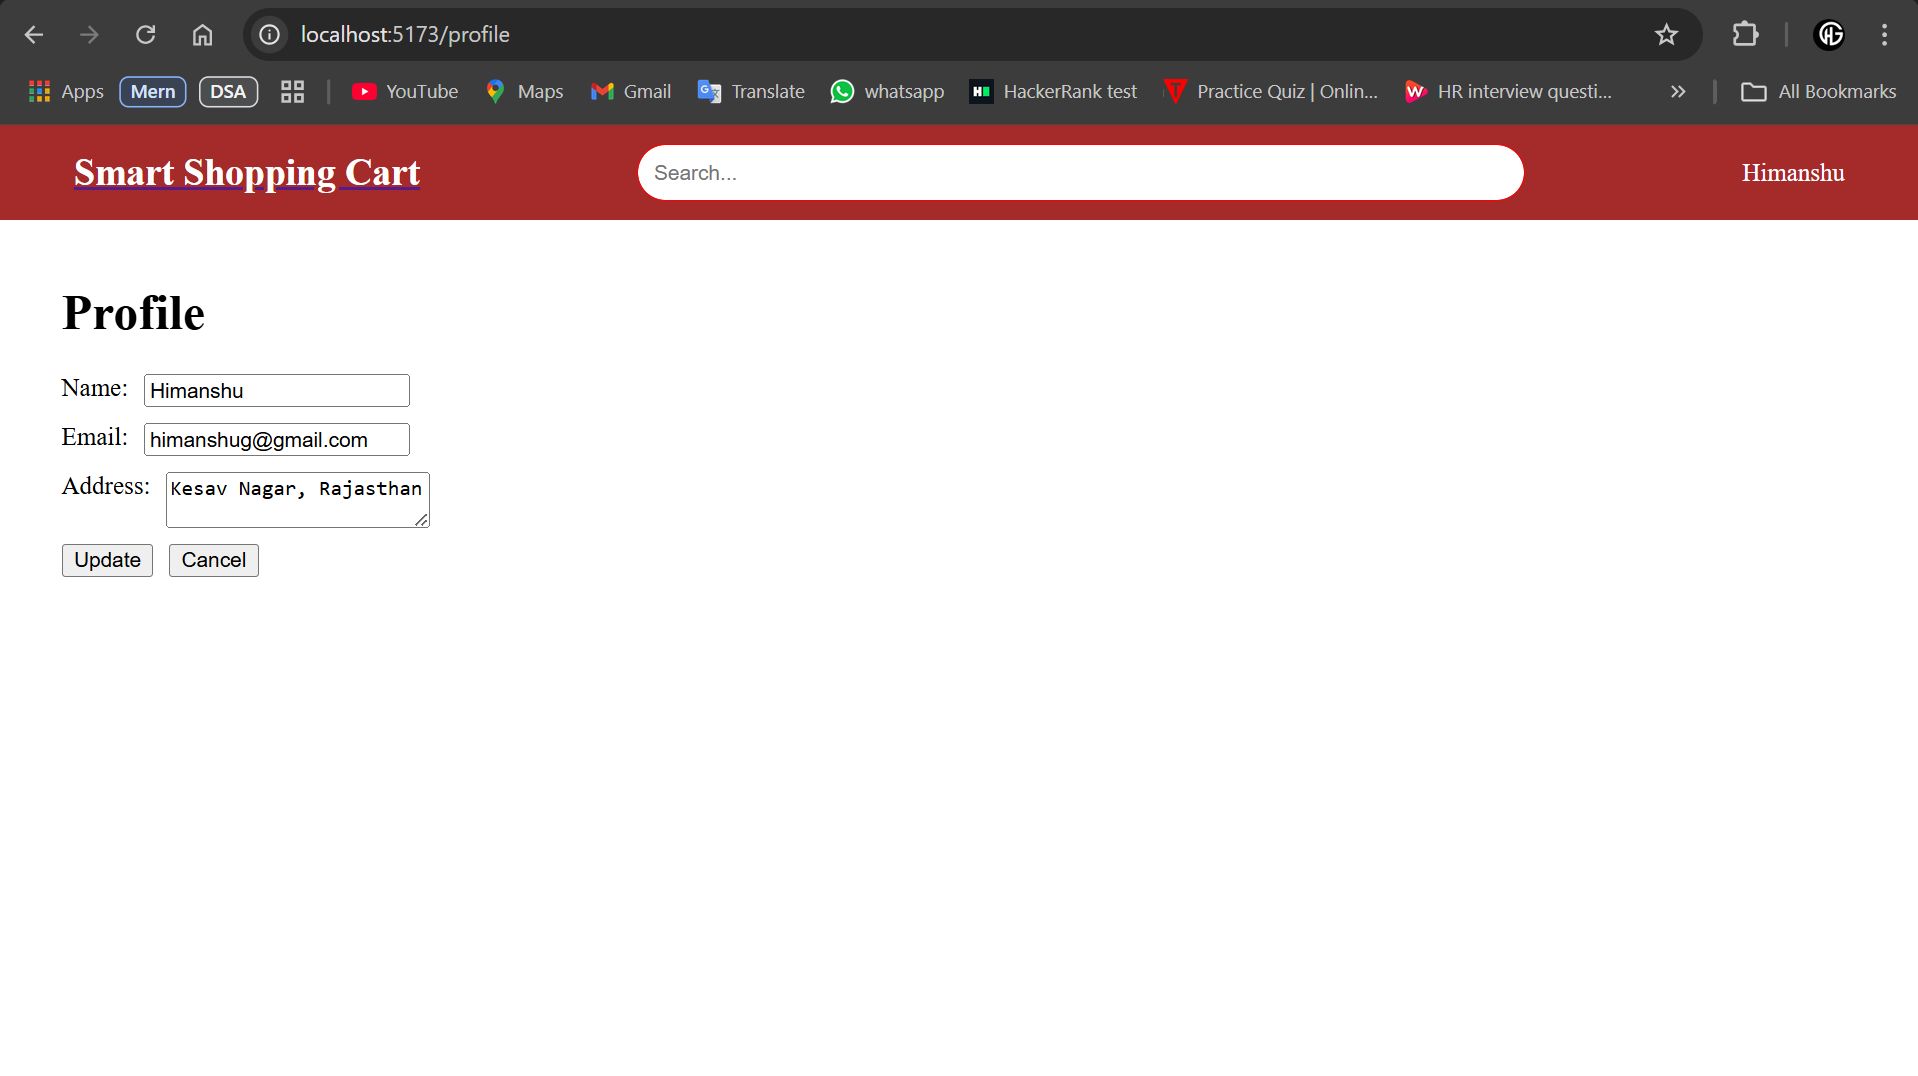 localhost:5173/profile
Apps Mern DSA YouTube Maps Gmail Translate whatsapp HackerRank test Practice Quiz | Onlin... HR interview questi... » All Bookmarks
Smart Shopping Cart Search... Himanshu
Profile
Name: Himanshu
Email: himanshug@gmail.com
Address: Kesav Nagar, Rajasthan
Update Cancel